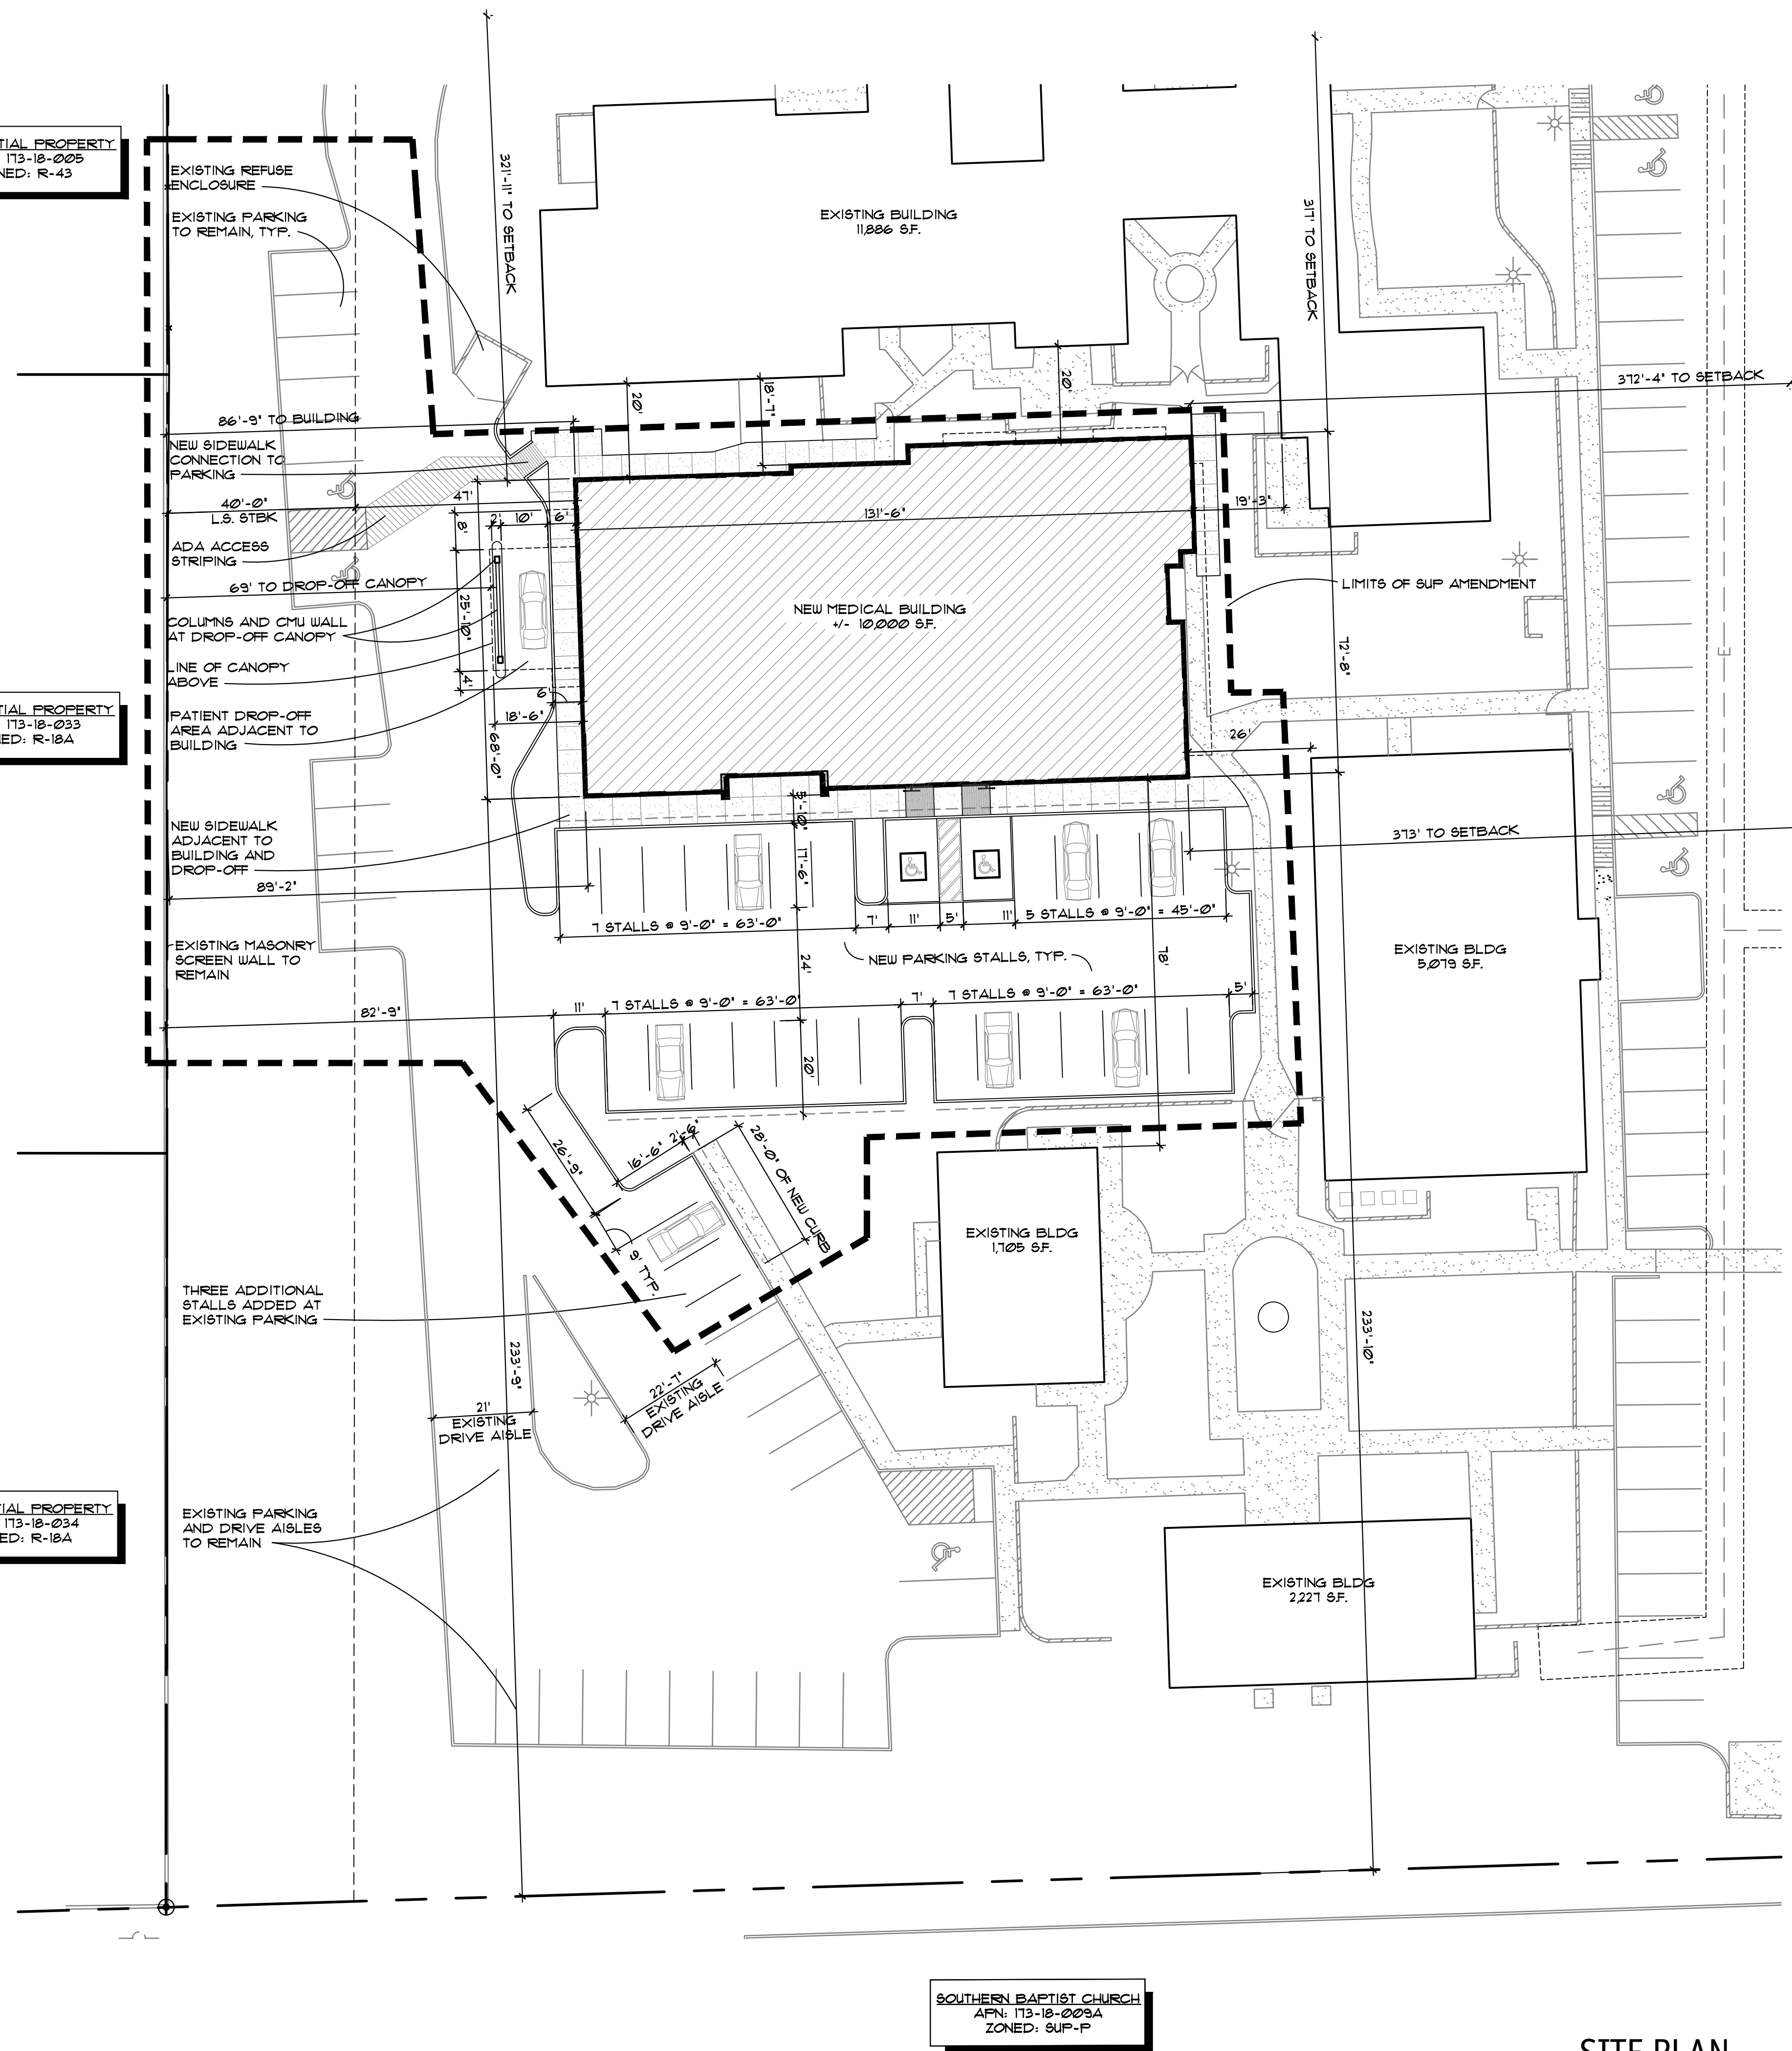 TIAL PROPERTY
173-18-005
NED: R-43
EXISTING REFUSE
ENCLOSURE
EXISTING PARKING
TO REMAIN, TYP.
321'-11" TO SETBACK
EXISTING BUILDING
11,886 S.F.
317' TO SETBACK
372'-4" TO SETBACK
20'
18'-7"
20'
86'-9" TO BUILDING
NEW SIDEWALK
CONNECTION TO
PARKING
47'
40'-0"
L.S. STBK
8'
2'
10'
6'
131'-6"
19'-3"
ADA ACCESS
STRIPING
69' TO DROP-OFF CANOPY
LIMITS OF SUP AMENDMENT
COLUMNS AND CMU WALL
AT DROP-OFF CANOPY
25'-10"
NEW MEDICAL BUILDING
+/- 10,000 S.F.
72'-8"
LINE OF CANOPY
ABOVE
4'
6'
18'-6"
68'-0"
TIAL PROPERTY
173-18-033
NED: R-18A
PATIENT DROP-OFF
AREA ADJACENT TO
BUILDING
26'
5'-10"
NEW SIDEWALK
ADJACENT TO
BUILDING AND
DROP-OFF
17'-6"
373' TO SETBACK
89'-2"
7 STALLS @ 9'-0" = 63'-0"
7'
11'
5'
11'
5 STALLS @ 9'-0" = 45'-0"
EXISTING MASONRY
SCREEN WALL TO
REMAIN
24'
NEW PARKING STALLS, TYP.
78'
EXISTING BLDG
5,079 S.F.
82'-9"
11'
7 STALLS @ 9'-0" = 63'-0"
7'
7 STALLS @ 9'-0" = 63'-0"
5'
20'
26'-9"
16'-6"
2'-6"
28'-0" OF NEW CURB
9' TYP.
EXISTING BLDG
1,705 S.F.
THREE ADDITIONAL
STALLS ADDED AT
EXISTING PARKING
233'-9"
233'-10"
22'-7"
EXISTING
DRIVE AISLE
21'
EXISTING
DRIVE AISLE
TIAL PROPERTY
173-18-034
ED: R-18A
EXISTING PARKING
AND DRIVE AISLES
TO REMAIN
EXISTING BLDG
2,227 S.F.
SOUTHERN BAPTIST CHURCH
APN: 173-18-009A
ZONED: SUP-P
SITE PLAN